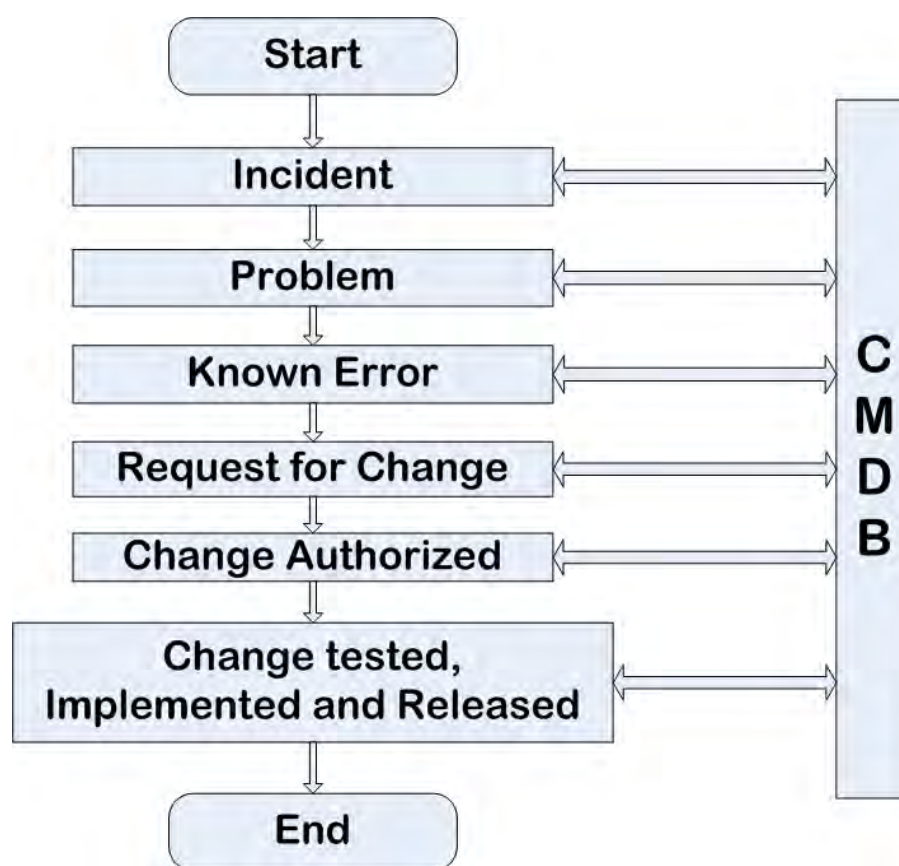 Start
Incident
Problem
Known Error
Request for Change
Change Authorized
Change tested,
Implemented and Released
End
C
M
D
B